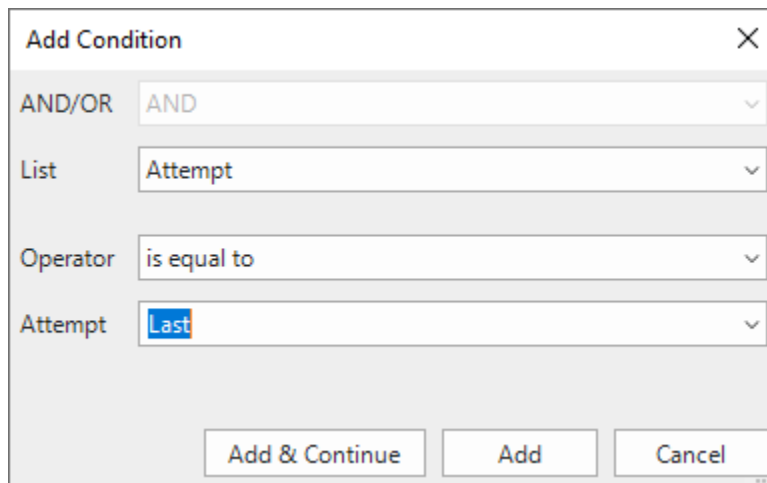 Add Condition
AND/OR AND
List Attempt
Operator is equal to
Attempt Last
Add & Continue Add Cancel